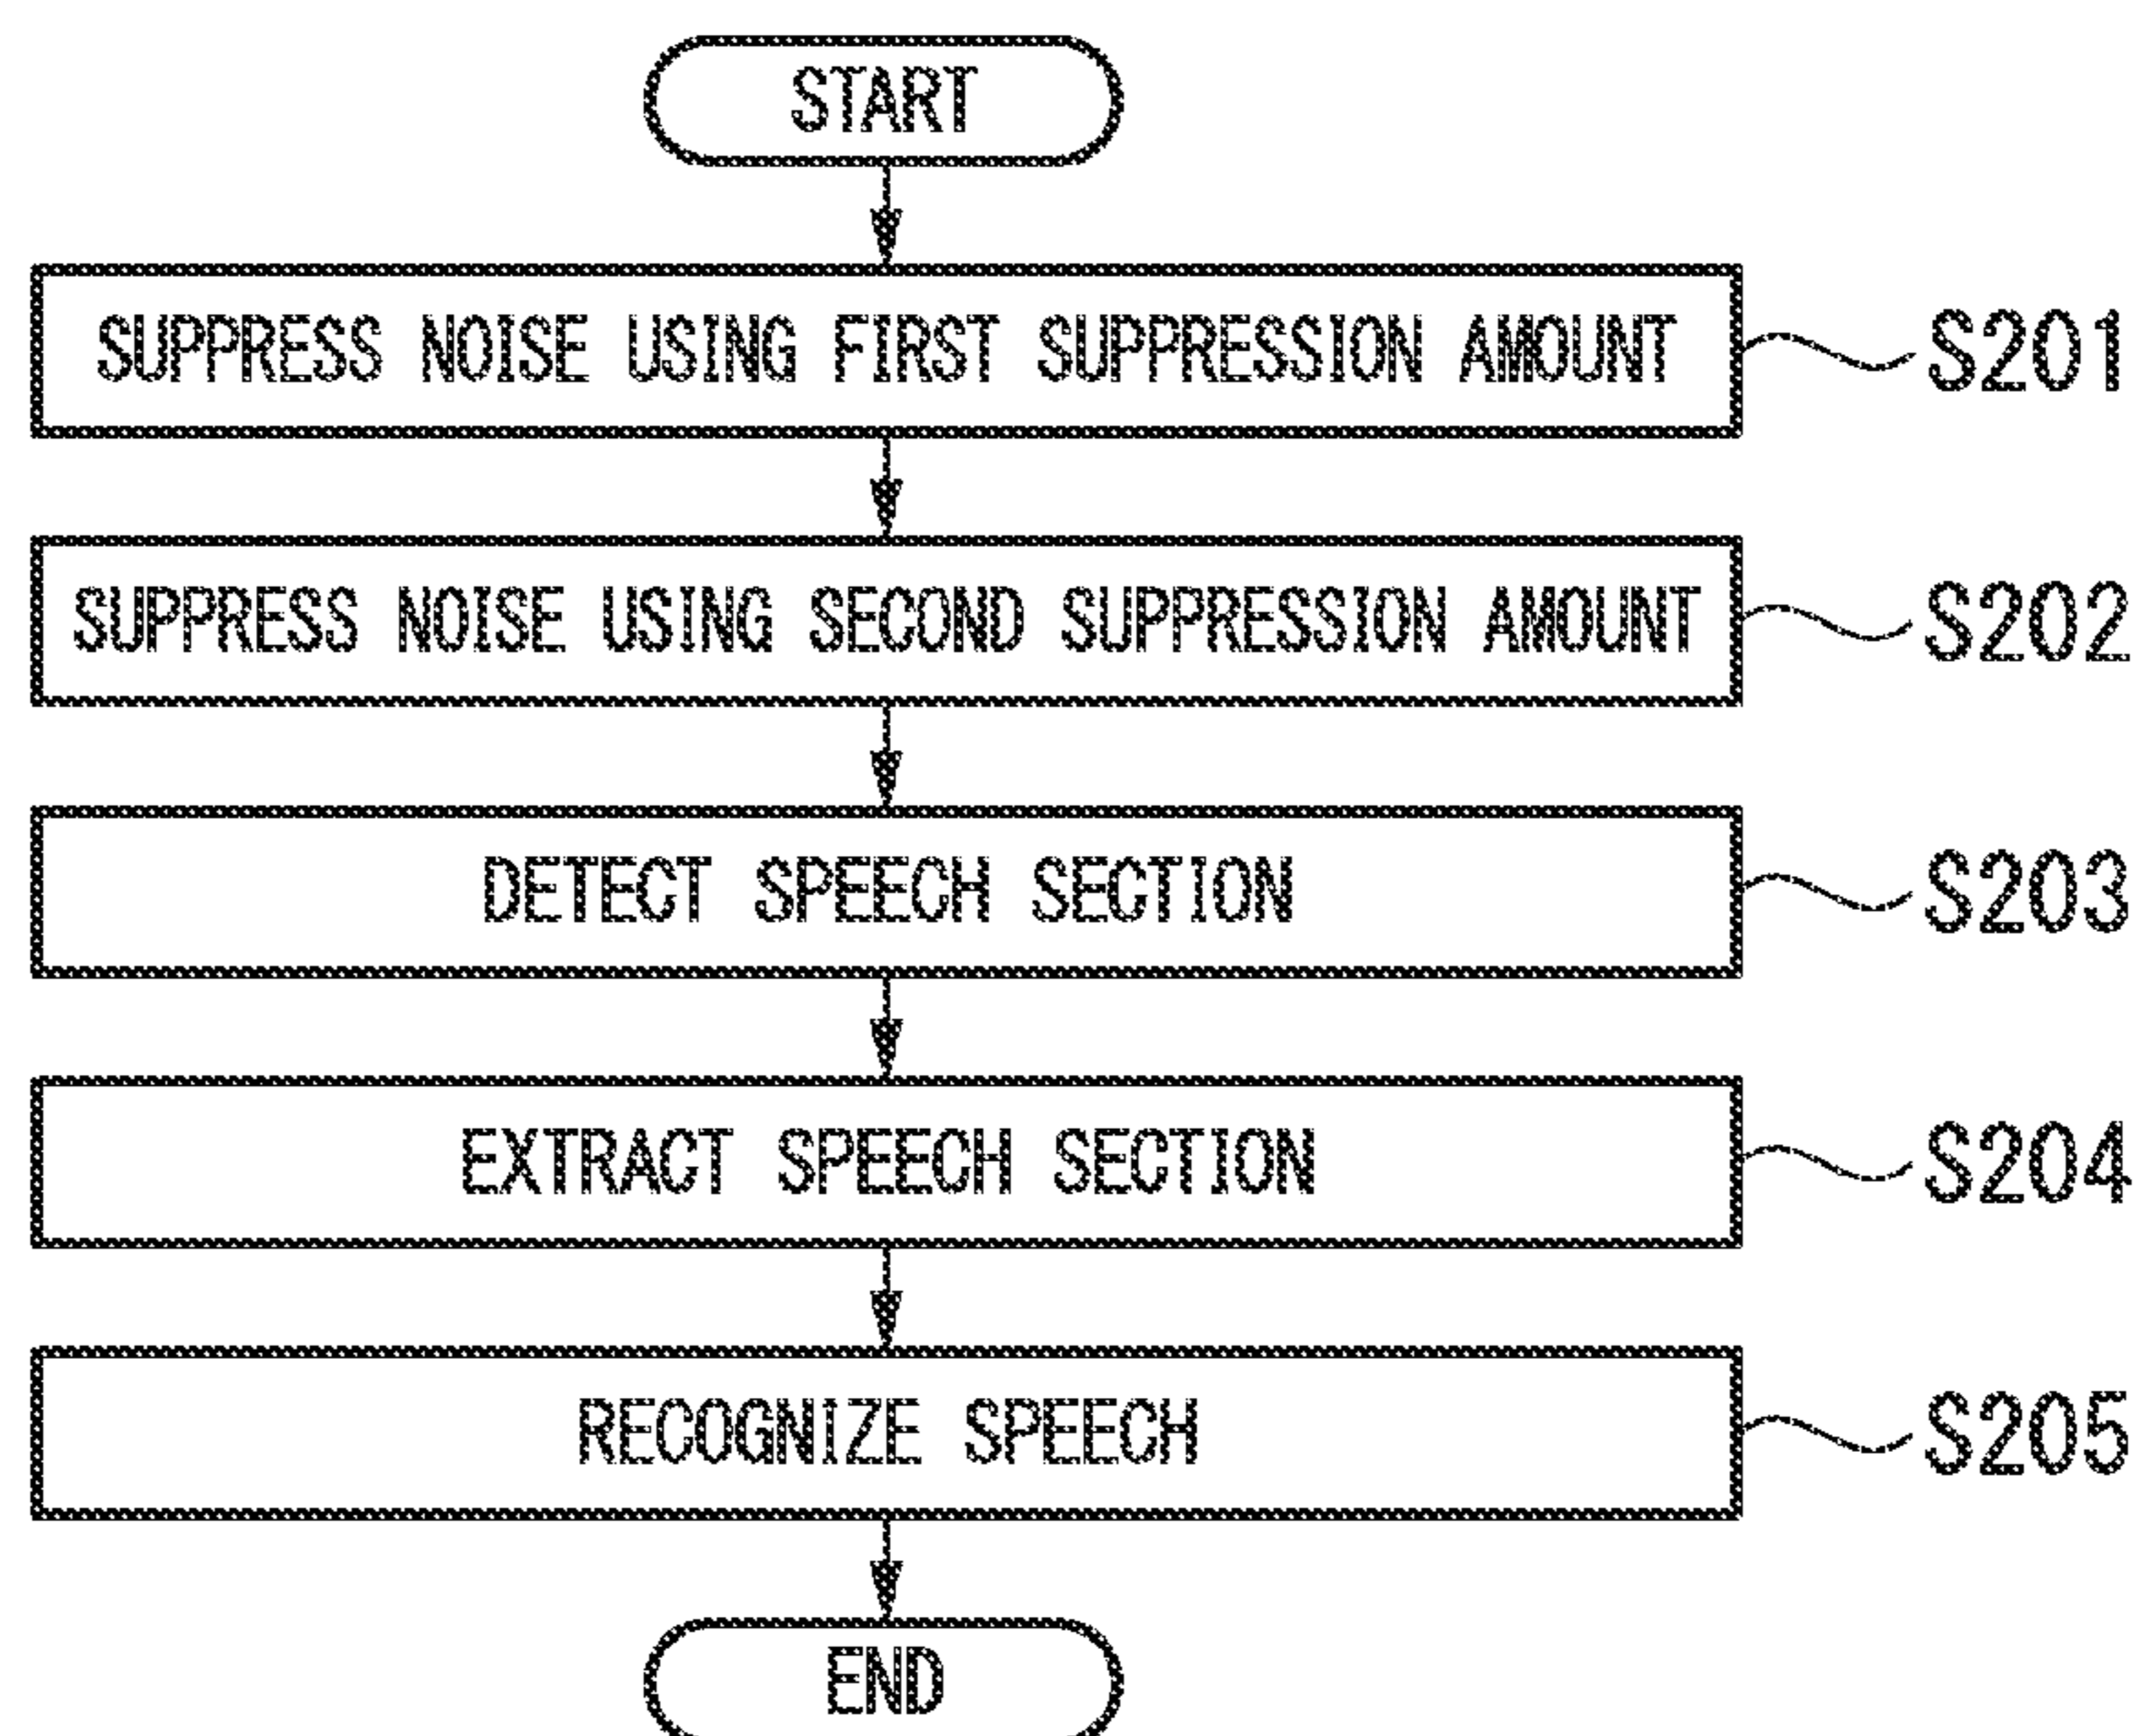 START
SUPPRESS NOISE USING FIRST SUPPRESSION AMOUNT S201
SUPPRESS NOISE USING SECOND SUPPRESSION AMOUNT S202
DETECT SPEECH SECTION S203
EXTRACT SPEECH SECTION S204
RECOGNIZE SPEECH S205
END